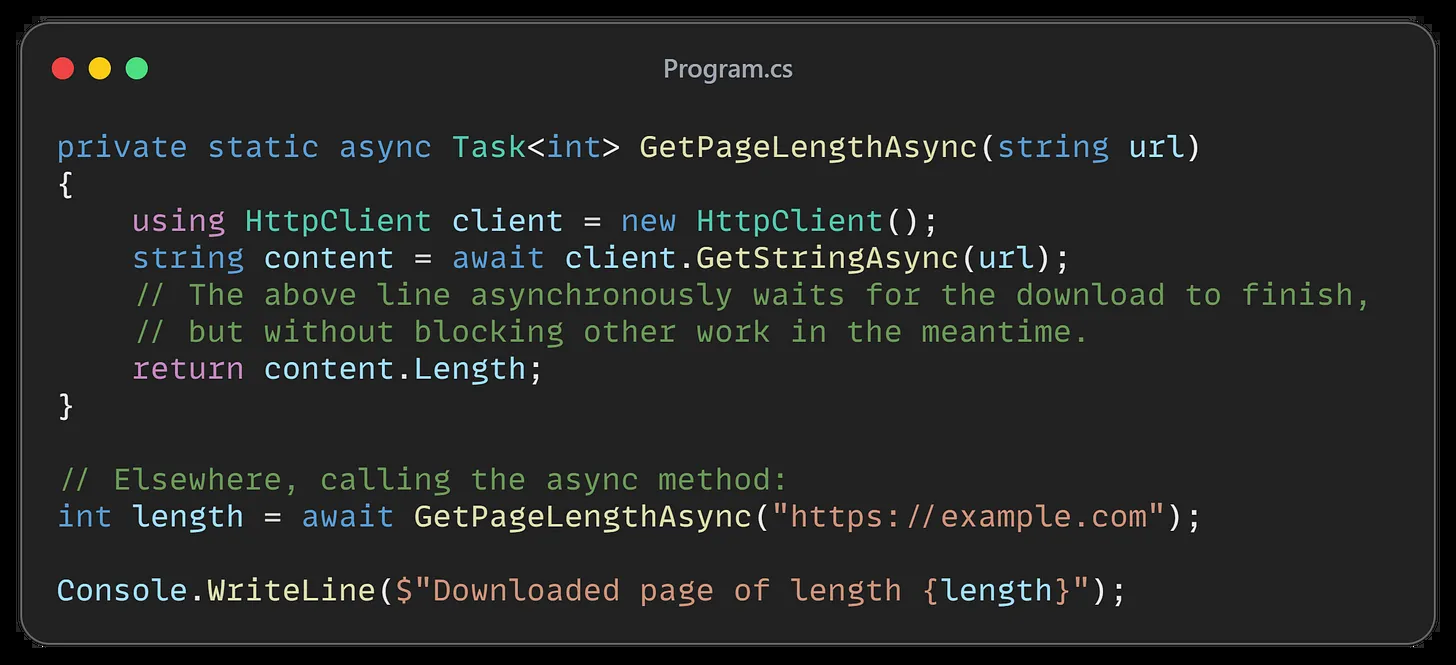 Program.cs
private static async Task<int> GetPageLengthAsync(string url)
{
    using HttpClient client = new HttpClient();
    string content = await client.GetStringAsync(url);
    // The above line asynchronously waits for the download to finish,
    // but without blocking other work in the meantime.
    return content.Length;
}
// Elsewhere, calling the async method:
int length = await GetPageLengthAsync("https://example.com");
Console.WriteLine($"Downloaded page of length {length}");